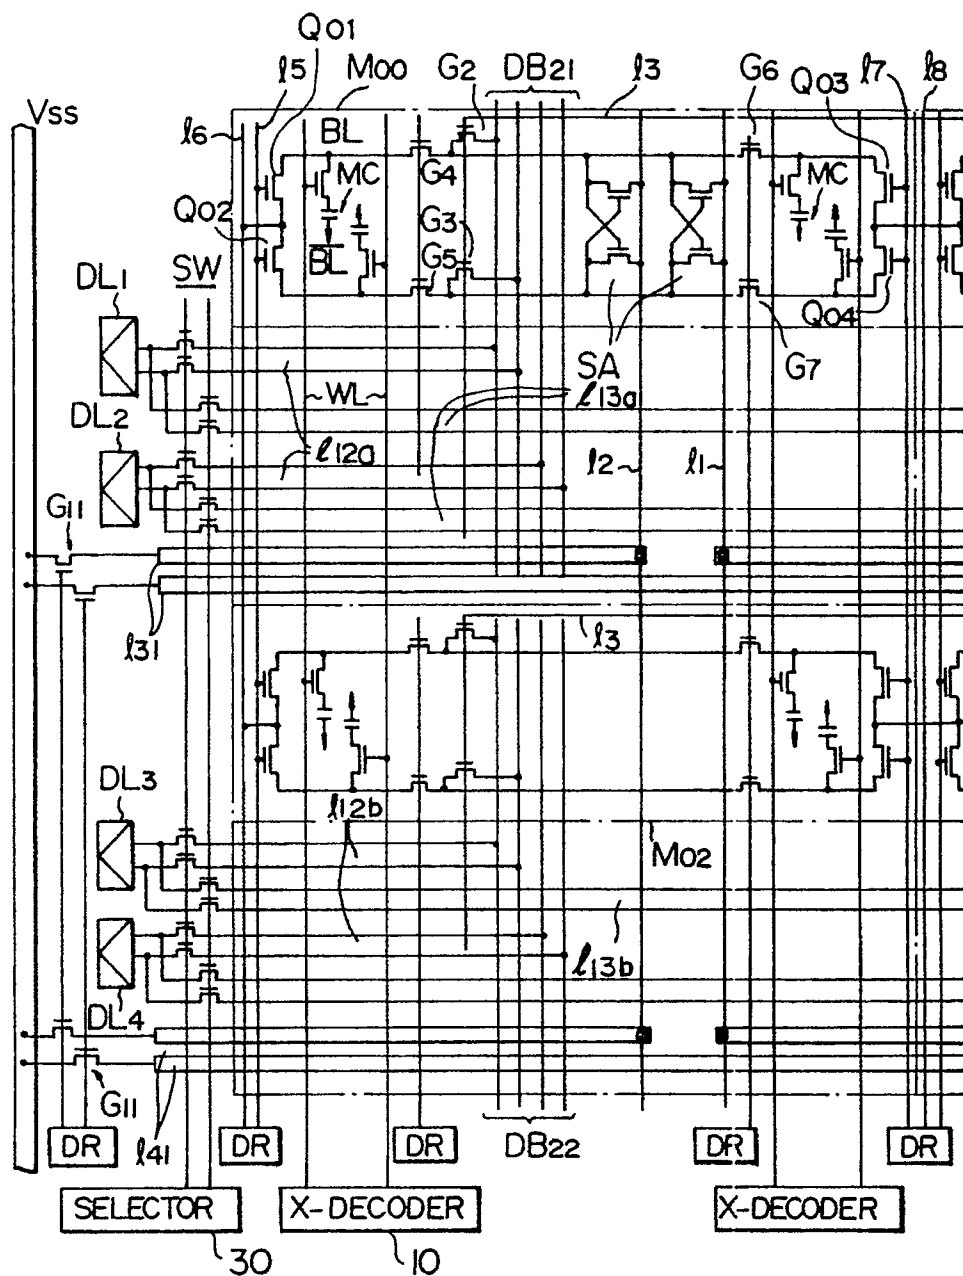 Q01
l5 M00 G2 DB21 l3 G6 Q03 l7 l8
VSS
l6 BL
G4 MC MC
Q02 G3
BL G5
SW
DL1 Q04
SA G7
WL l13a
DL2 l12a l2 l1
G11
l31 l3
DL3 l12b
M02
l13b
DL4
G11 l41
DR DR DR DB22 DR DR
SELECTOR X-DECODER X-DECODER
30 10